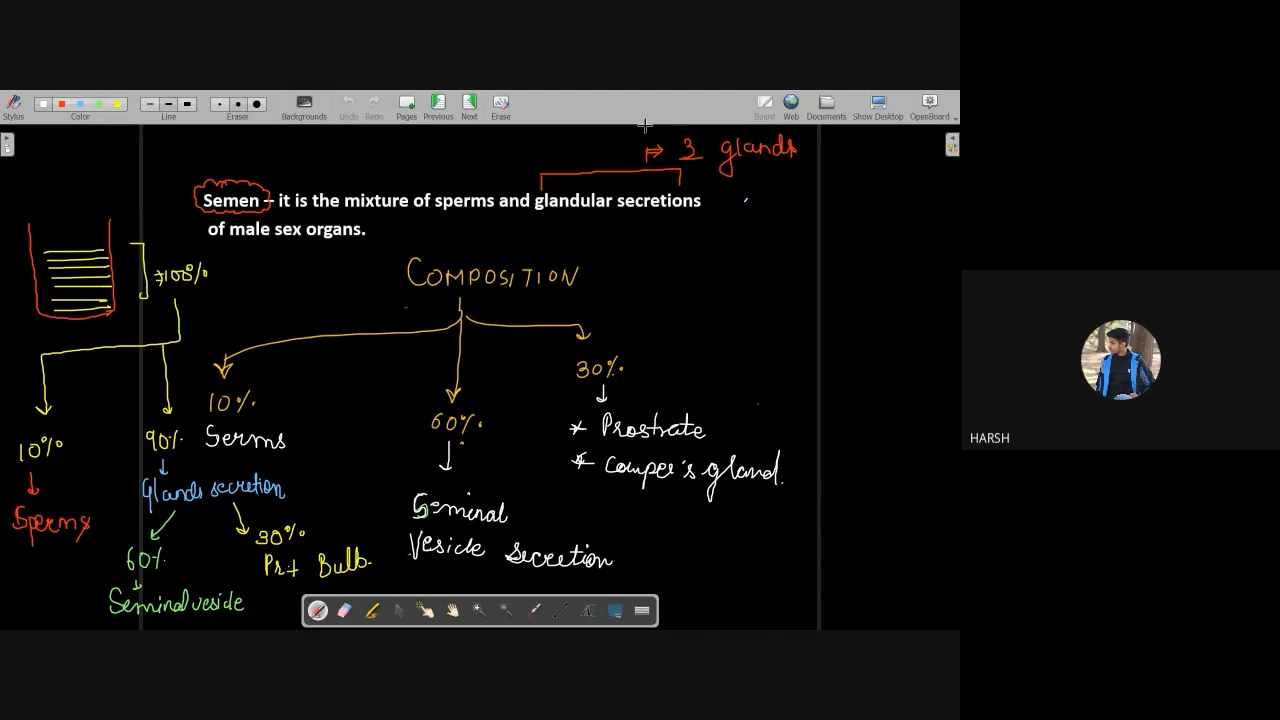 Stylus
Color
Line
Eraser
Backgrounds
Undo
Redo
Pages
Previous
Next
Erase
Board
Web
Documents
Show Desktop
OpenBoard
3 glands
Semen - it is the mixture of sperms and glandular secretions
of male sex organs.
100%
COMPOSITION
10%
Sperms
90%
Glands secretion
60%
Seminal veside
30%
Pr+ Bulb
10%
Serms
60%
Seminal
Vesicle secretion
30%
* Prostrate
* Cowper's gland.
HARSH